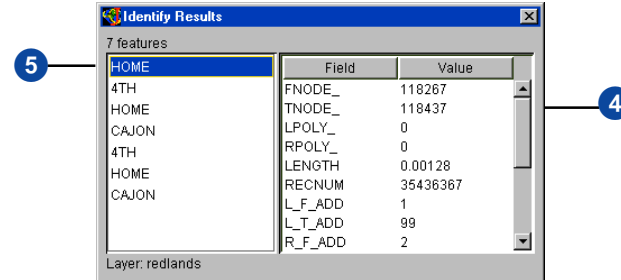 Identify Results
7 features
5
HOME
4TH
HOME
CAJON
4TH
HOME
CAJON
Field Value
FNODE_ 118267
TNODE_ 118437
LPOLY_ 0
RPOLY_ 0
LENGTH 0.00128
RECNUM 35436367
L_F_ADD 1
L_T_ADD 99
R_F_ADD 2
4
Layer: redlands